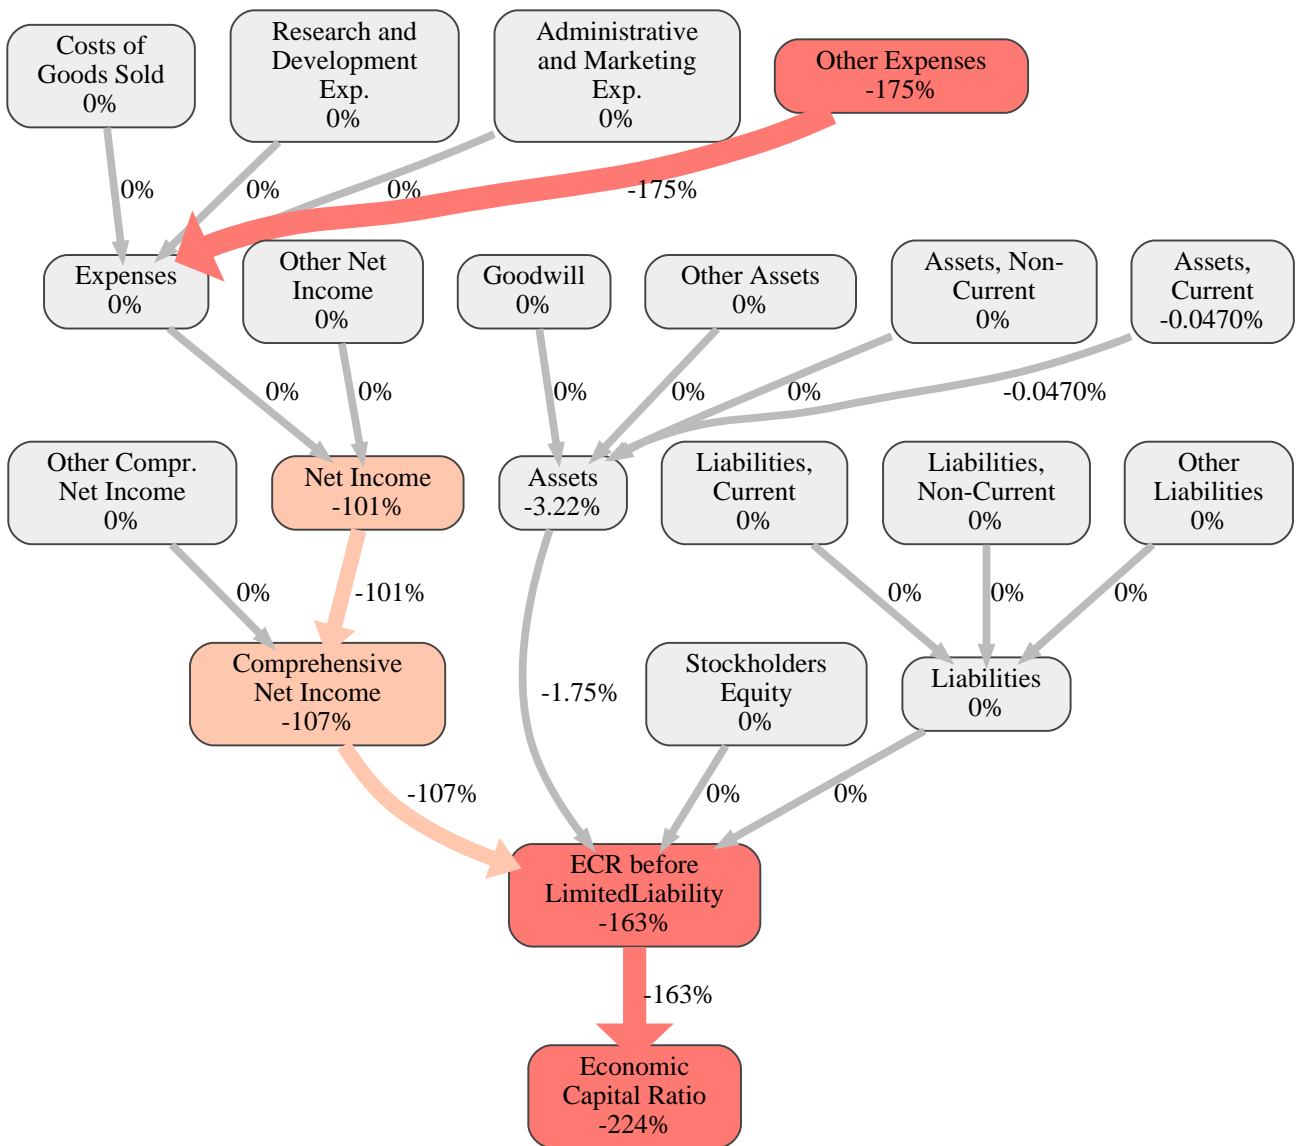 Costs of
Goods Sold
0%
Research and
Development
Exp.
0%
Administrative
and Marketing
Exp.
0%
Other Expenses
-175%
0%
0%
0%
-175%
Expenses
0%
Other Net
Income
0%
Goodwill
0%
Other Assets
0%
Assets, Non-
Current
0%
Assets,
Current
-0.0470%
0%
0%
0%
0%
0%
-0.0470%
Other Compr.
Net Income
0%
Net Income
-101%
Assets
-3.22%
Liabilities,
Current
0%
Liabilities,
Non-Current
0%
Other
Liabilities
0%
0%
-101%
0%
0%
0%
Comprehensive
Net Income
-107%
-1.75%
Stockholders
Equity
0%
Liabilities
0%
-107%
0%
0%
ECR before
LimitedLiability
-163%
-163%
Economic
Capital Ratio
-224%